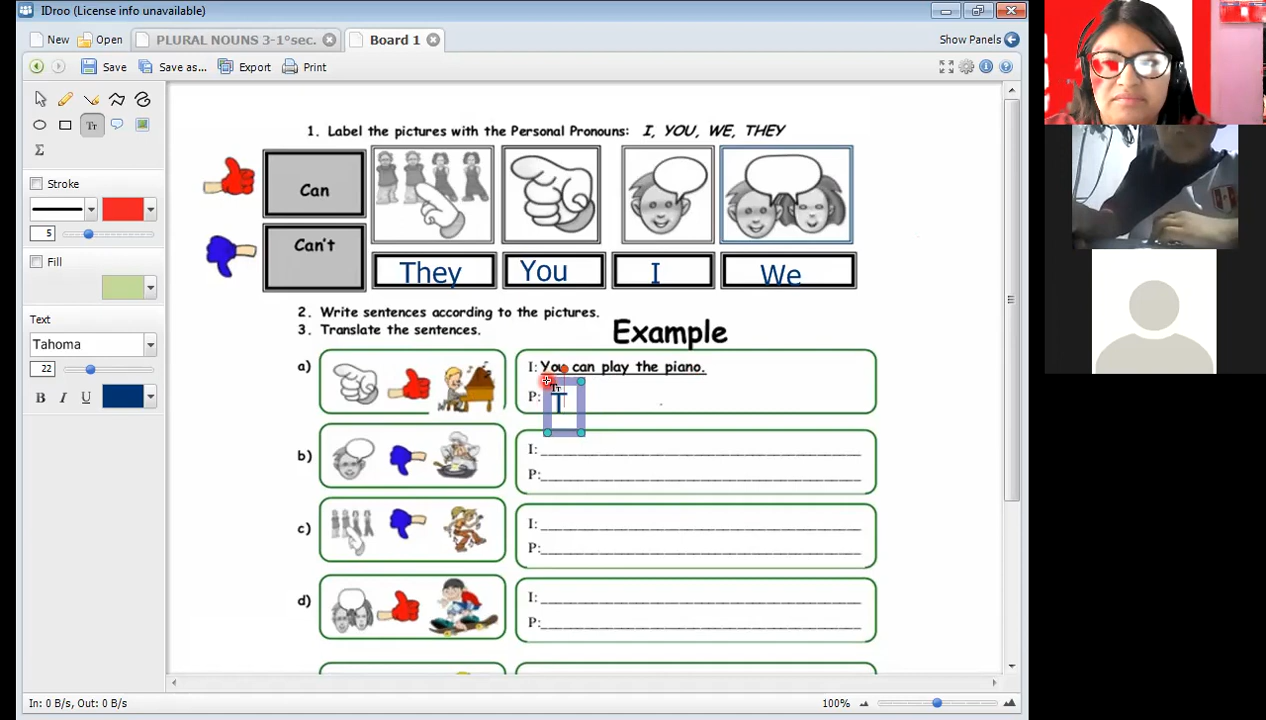 IDroo (License info unavailable)
New Open PLURAL NOUNS 3-1°sec. Board 1 Show Panels
Save Save as... Export Print
1. Label the pictures with the Personal Pronouns: I, YOU, WE, THEY
Tr
Σ
Stroke
5
Fill
Text
Tahoma
22
B I U
Can
Can't
They You I We
2. Write sentences according to the pictures.
3. Translate the sentences.
Example
a) I: You can play the piano.
P: T
b) I:
P:
c) I:
P:
d) I:
P:
In: 0 B/s, Out: 0 B/s 100%